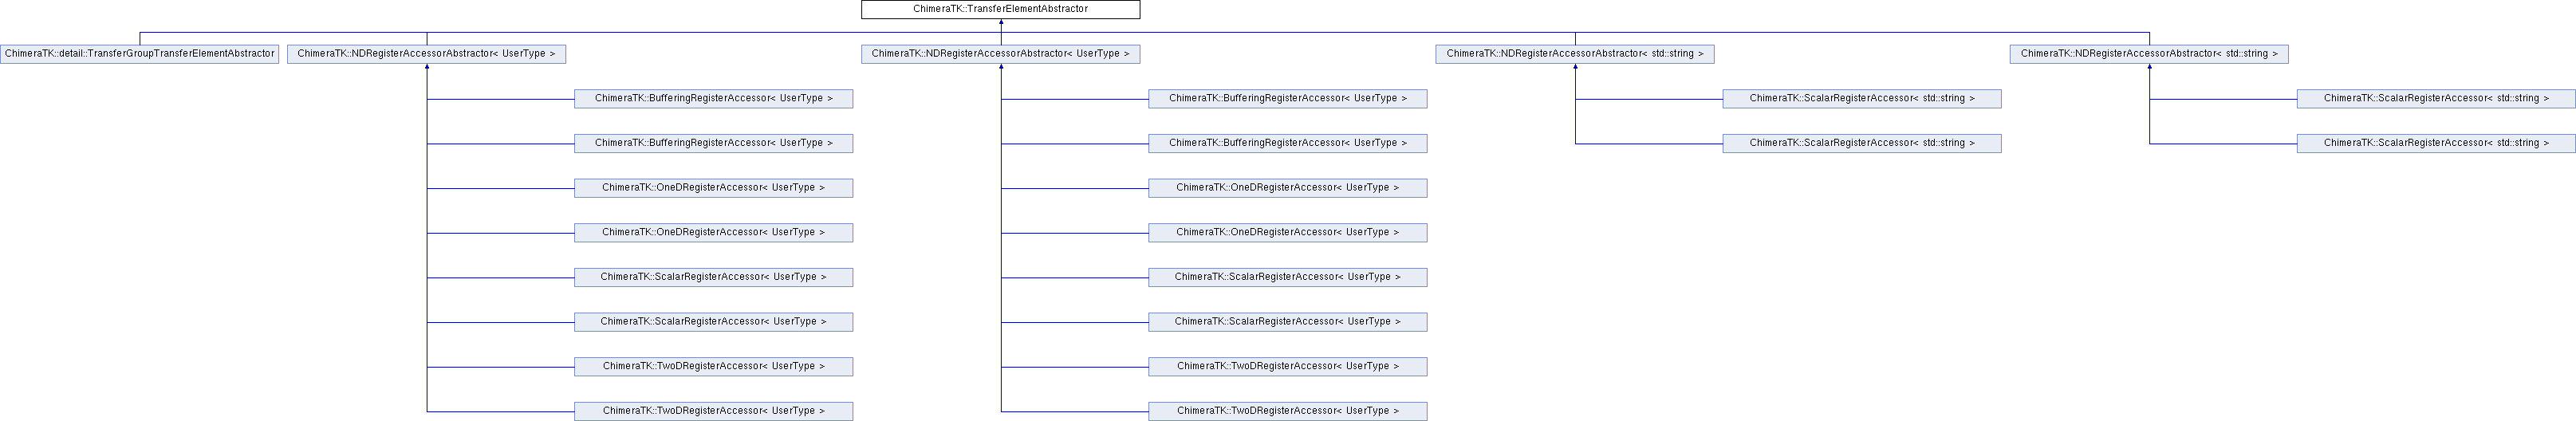 ChimeraTK::TransferElementAbstractor
ChimeraTK::detail::TransferGroupTransferElementAbstractor
ChimeraTK::NDRegisterAccessorAbstractor< UserType >
ChimeraTK::NDRegisterAccessorAbstractor< UserType >
ChimeraTK::NDRegisterAccessorAbstractor< std::string >
ChimeraTK::NDRegisterAccessorAbstractor< std::string >
ChimeraTK::BufferingRegisterAccessor< UserType >
ChimeraTK::BufferingRegisterAccessor< UserType >
ChimeraTK::ScalarRegisterAccessor< std::string >
ChimeraTK::ScalarRegisterAccessor< std::string >
ChimeraTK::BufferingRegisterAccessor< UserType >
ChimeraTK::BufferingRegisterAccessor< UserType >
ChimeraTK::ScalarRegisterAccessor< std::string >
ChimeraTK::ScalarRegisterAccessor< std::string >
ChimeraTK::OneDRegisterAccessor< UserType >
ChimeraTK::OneDRegisterAccessor< UserType >
ChimeraTK::OneDRegisterAccessor< UserType >
ChimeraTK::OneDRegisterAccessor< UserType >
ChimeraTK::ScalarRegisterAccessor< UserType >
ChimeraTK::ScalarRegisterAccessor< UserType >
ChimeraTK::ScalarRegisterAccessor< UserType >
ChimeraTK::ScalarRegisterAccessor< UserType >
ChimeraTK::TwoDRegisterAccessor< UserType >
ChimeraTK::TwoDRegisterAccessor< UserType >
ChimeraTK::TwoDRegisterAccessor< UserType >
ChimeraTK::TwoDRegisterAccessor< UserType >